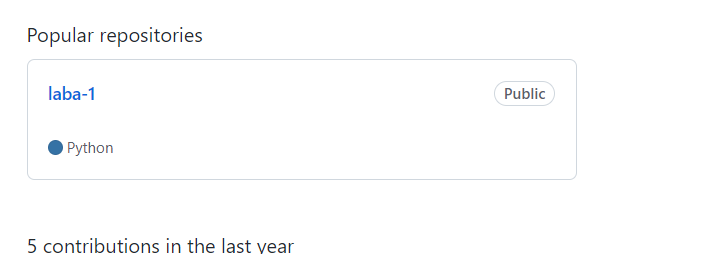 Popular repositories
laba-1
Public
Python
5 contributions in the last year